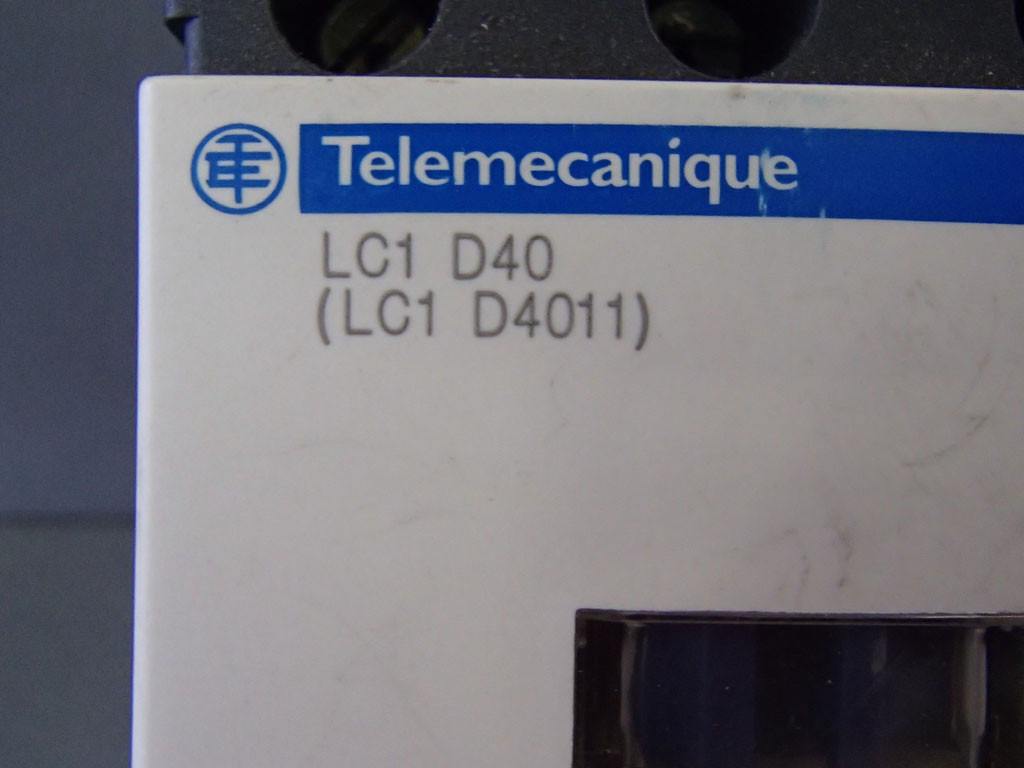 Telemecanique
LC1 D40
(LC1 D4011)